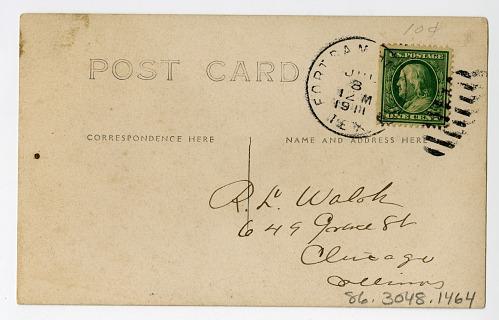 10¢
POST CARD
FORT SAM
JUL
8
12 M
1911
TEX
U.S. POSTAGE
ONE CENT
CORRESPONDENCE HERE
NAME AND ADDRESS HERE
R. L. Walsh
649 Grace St
Chicago
Illinois
86.3048.1464